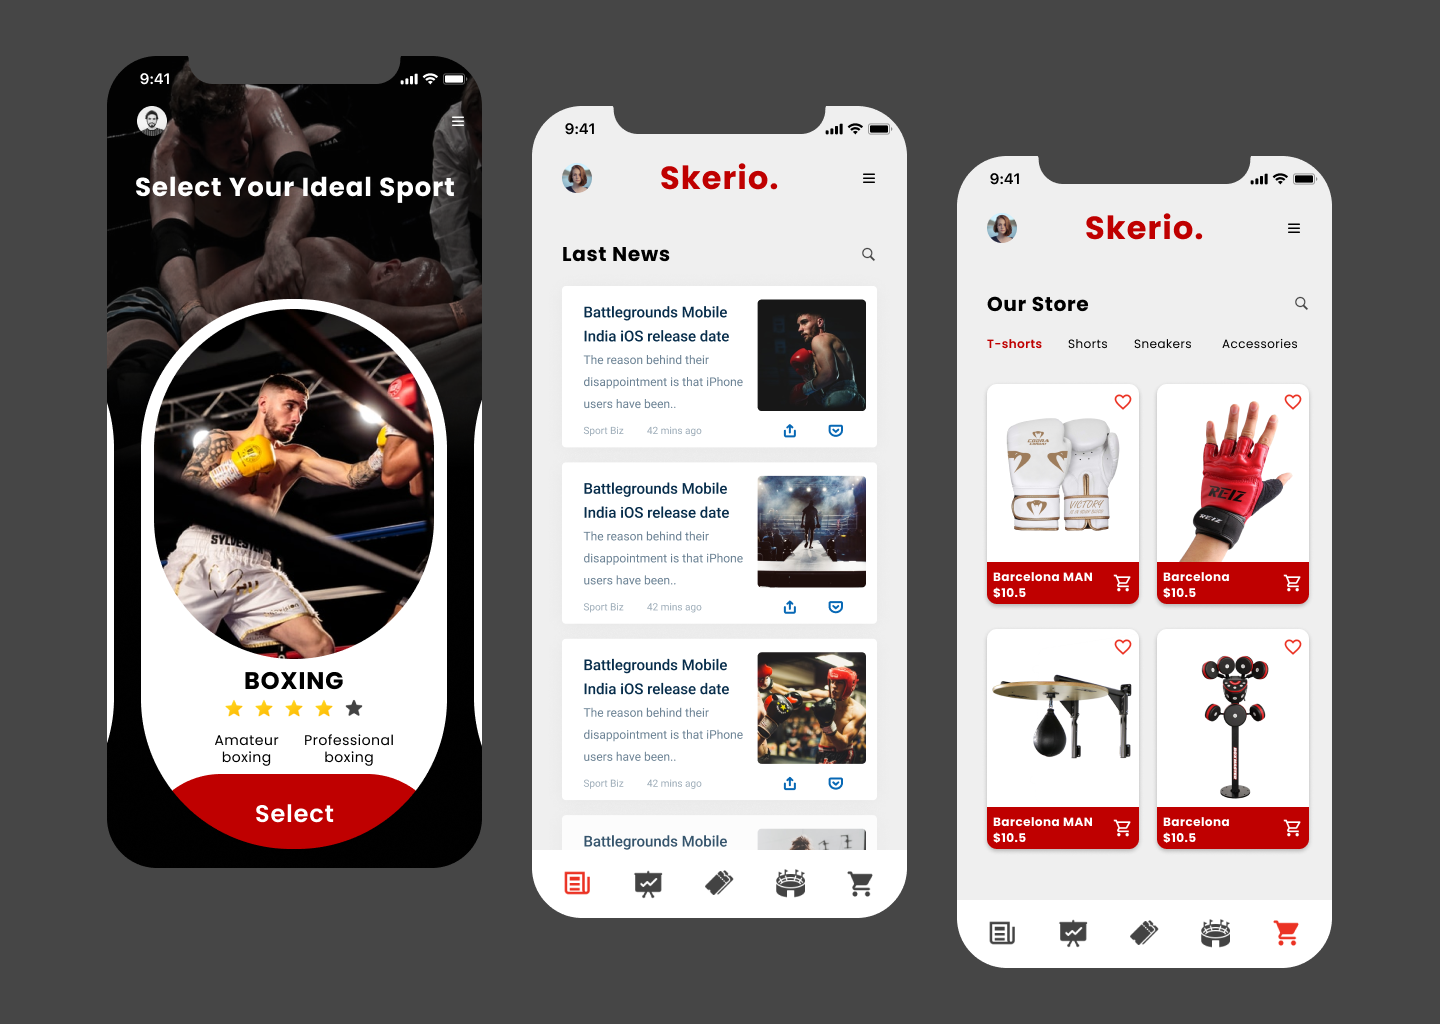 9:41
Select Your Ideal Sport
SYLVESTR
BOXING
Amateur
boxing
Professional
boxing
Select
9:41
Skerio.
Last News
Battlegrounds Mobile
India iOS release date
The reason behind their
disappointment is that iPhone
users have been..
Sport Biz 42 mins ago
Battlegrounds Mobile
India iOS release date
The reason behind their
disappointment is that iPhone
users have been..
Sport Biz 42 mins ago
Battlegrounds Mobile
India iOS release date
The reason behind their
disappointment is that iPhone
users have been..
Sport Biz 42 mins ago
Battlegrounds Mobile
9:41
Skerio.
Our Store
T-shorts Shorts Sneakers Accessories
VICTORY
REIZ
REIZ
Barcelona MAN
$10.5
Barcelona
$10.5
Barcelona MAN
$10.5
Barcelona
$10.5